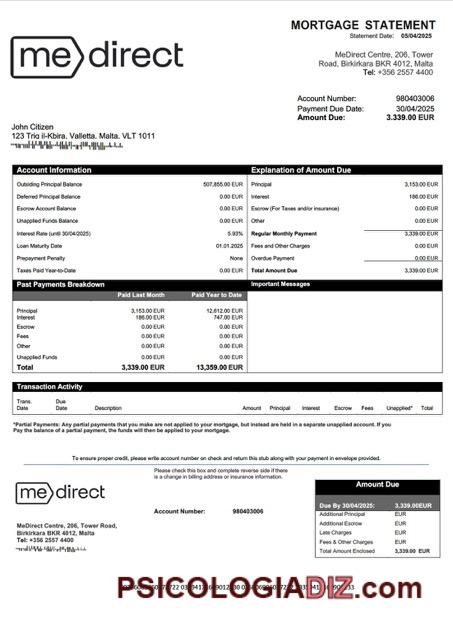 MORTGAGE STATEMENT
Statement Date: 05/04/2025
me direct
MeDirect Centre, 206, Tower
Road, Birkirkara BKR 4012, Malta
Tel: +356 2557 4400
Account Number: 980403006
Payment Due Date: 30/04/2025
Amount Due: 3.339.00 EUR
John Citizen
123 Triq il-Kbira, Valletta, Malta. VLT 1011
Account Information
Outsiding Principal Balance 507,855.00 EUR
Deferred Principal Balance 0.00 EUR
Escrow Account Balance 0.00 EUR
Unapplied Funds Balance 0.00 EUR
Interest Rate (until 30/04/2025) 5.93%
Loan Maturity Date 01.01.2025
Prepayment Penalty None
Taxes Paid Year-to-Date 0.00 EUR
Explanation of Amount Due
Principal 3,153.00 EUR
Interest 186.00 EUR
Escrow (For Taxes and/or insurance) 0.00 EUR
Other 0.00 EUR
Regular Monthly Payment 3,339.00 EUR
Fees and Other Charges 0.00 EUR
Overdue Payment 0.00 EUR
Total Amount Due 3,339.00 EUR
Past Payments Breakdown
Paid Last Month Paid Year to Date
Principal 3,153.00 EUR 12,612.00 EUR
Interest 186.00 EUR 747.00 EUR
Escrow 0.00 EUR 0.00 EUR
Fees 0.00 EUR 0.00 EUR
Other 0.00 EUR 0.00 EUR
Unapplied Funds 0.00 EUR 0.00 EUR
Total 3,339.00 EUR 13,359.00 EUR
Important Messages
Transaction Activity
Trans. Date Due Date Description Amount Principal Interest Escrow Fees Unapplied* Total
*Partial Payments: Any partial payments that you make are not applied to your mortgage, but instead are held in a separate unapplied account. If you
Pay the balance of a partial payment, the funds will then be applied to your mortgage.
To ensure proper credit, please write account number on check and return this stub along with your payment in envelope provided.
Please check this box and complete reverse side if there
is a change in billing address or insurance information.
me direct
Account Number: 980403006
MeDirect Centre, 206, Tower Road,
Birkirkara BKR 4012, Malta
Tel: +356 2557 4400
Amount Due
Due By 30/04/2025: 3,339.00EUR
Additional Principal EUR
Additional Escrow EUR
Late Charges EUR
Fees & Other Charges EUR
Total Amount Enclosed 3,339.00 EUR
PSICOLOGIADIZ.com